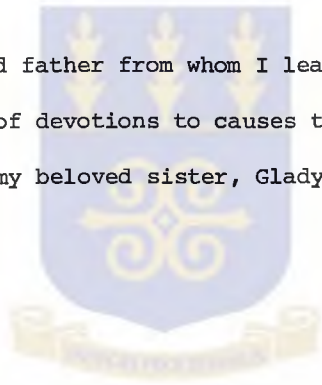 d father from whom I lea
of devotions to causes t
my beloved sister, Glady